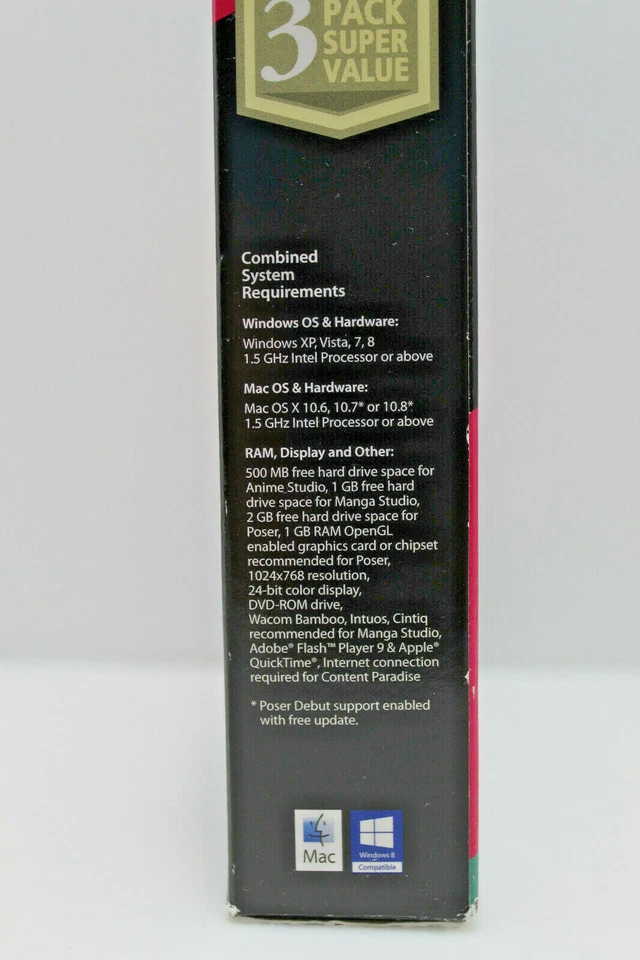 3
PACK
SUPER
VALUE
Combined
System
Requirements
Windows OS & Hardware:
Windows XP, Vista, 7, 8
1.5 GHz Intel Processor or above
Mac OS & Hardware:
Mac OS X 10.6, 10.7* or 10.8*
1.5 GHz Intel Processor or above
RAM, Display and Other:
500 MB free hard drive space for
Anime Studio, 1 GB free hard
drive space for Manga Studio,
2 GB free hard drive space for
Poser, 1 GB RAM OpenGL
enabled graphics card or chipset
recommended for Poser,
1024x768 resolution,
24-bit color display,
DVD-ROM drive,
Wacom Bamboo, Intuos, Cintiq
recommended for Manga Studio,
Adobe® Flash™ Player 9 & Apple®
QuickTime®, Internet connection
required for Content Paradise
* Poser Debut support enabled
with free update.
Mac
Windows 8
Compatible